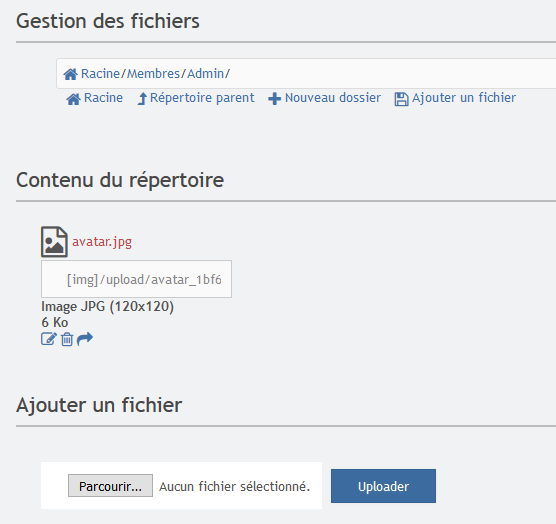 Gestion des fichiers
Racine/Membres/Admin/
Racine Répertoire parent Nouveau dossier Ajouter un fichier
Contenu du répertoire
avatar.jpg
[img]/upload/avatar_1bf6
Image JPG (120x120)
6 Ko
Ajouter un fichier
Parcourir... Aucun fichier sélectionné. Uploader